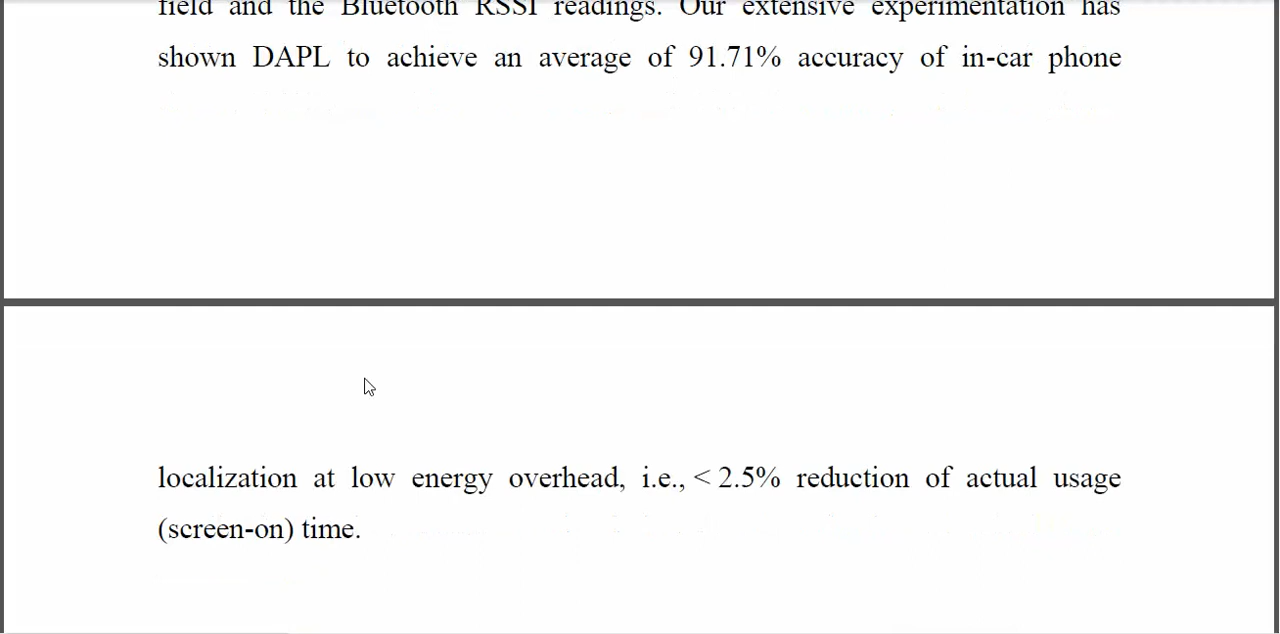 field and the Bluetooth RSSI readings. Our extensive experimentation has
shown DAPL to achieve an average of 91.71% accuracy of in-car phone
localization at low energy overhead, i.e., < 2.5% reduction of actual usage
(screen-on) time.